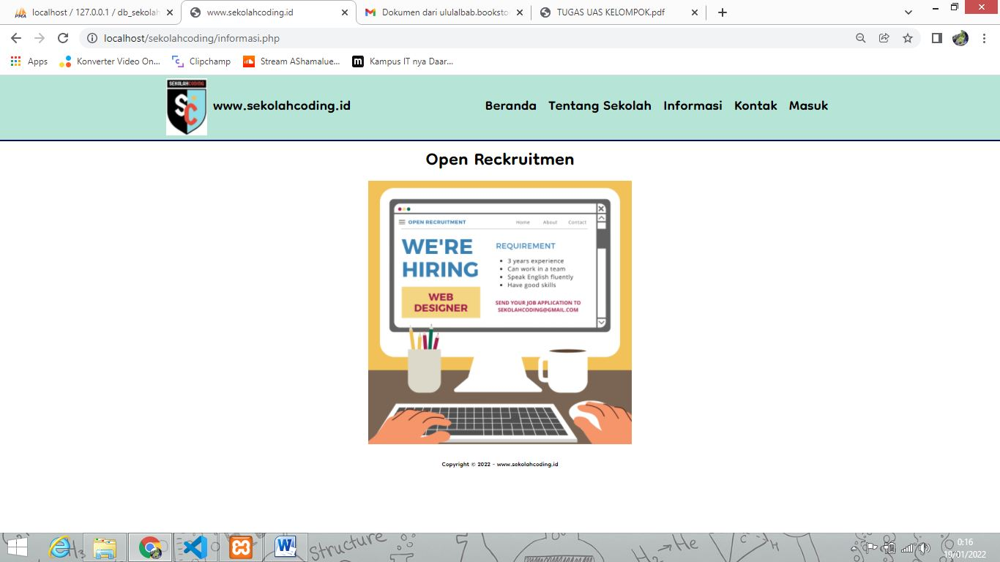 localhost / 127.0.0.1 / db_sekolah
www.sekolahcoding.id
Dokumen dari ululalbab.booksto
TUGAS UAS KELOMPOK.pdf
localhost/sekolahcoding/informasi.php
Apps
Konverter Video On...
Clipchamp
Stream AShamalue...
Kampus IT nya Daar...
SEKOLAHCODING
SC
www.sekolahcoding.id
Beranda Tentang Sekolah Informasi Kontak Masuk
Open Reckruitmen
OPEN RECRUITMENT
Home About Contact
WE'RE
HIRING
WEB
DESIGNER
REQUIREMENT
• 3 years experience
• Can work in a team
• Speak English fluently
• Have good skills
SEND YOUR JOB APPLICATION TO
SEKOLAHCODING@GMAIL.COM
Copyright © 2022 - www.sekolahcoding.id
structure
H₂→He
0:16
19/01/2022